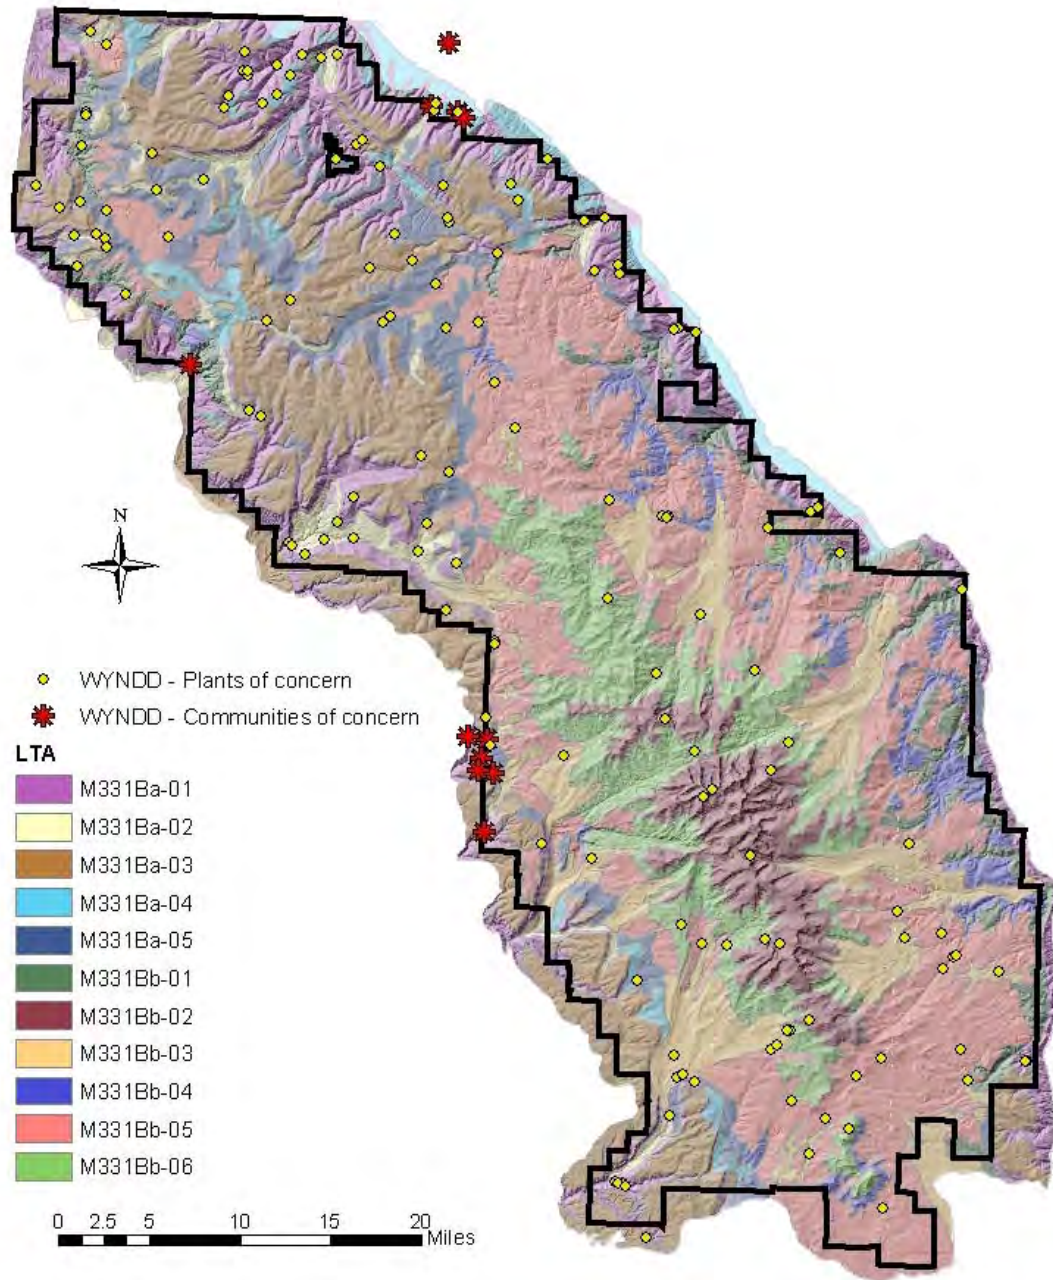 N
WYNDD - Plants of concern
WYNDD - Communities of concern
LTA
M331Ba-01
M331Ba-02
M331Ba-03
M331Ba-04
M331Ba-05
M331Bb-01
M331Bb-02
M331Bb-03
M331Bb-04
M331Bb-05
M331Bb-06
0 2.5 5 10 15 20
Miles